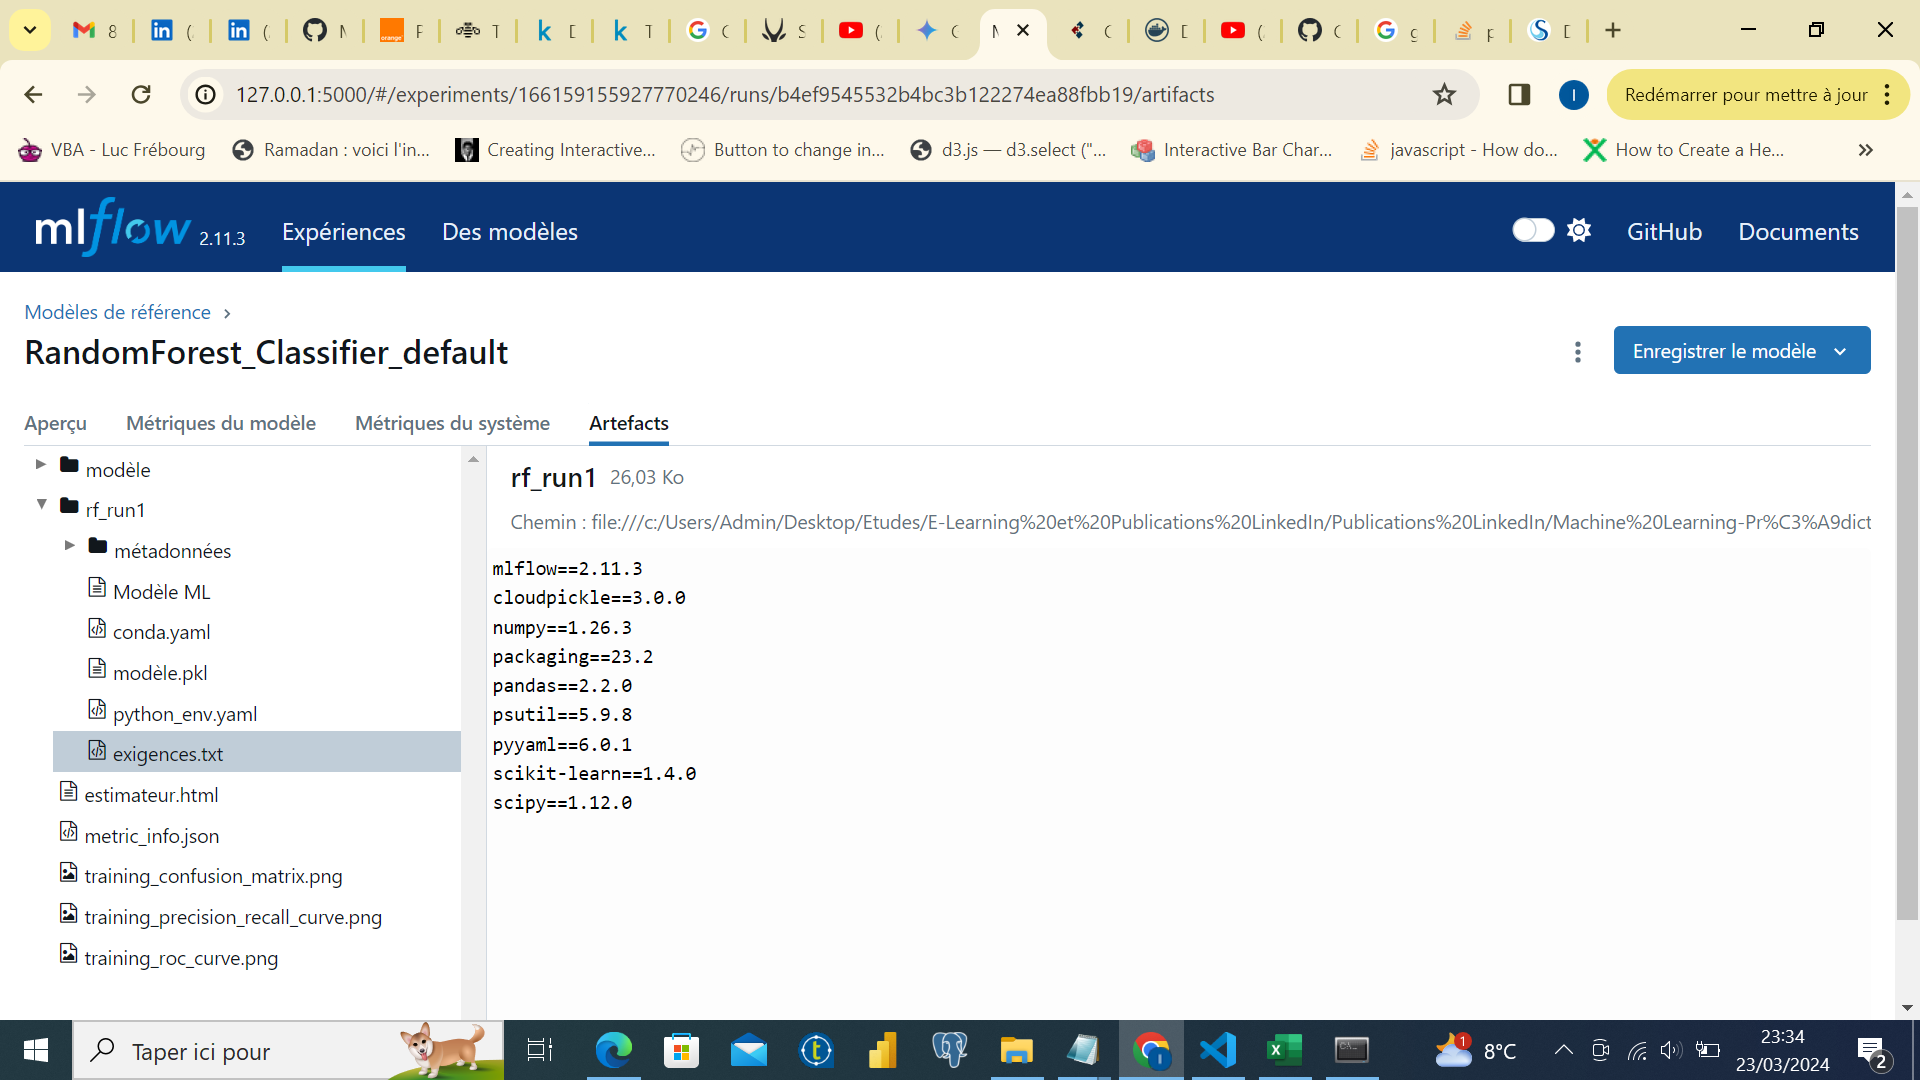 8
(
(
M
F
T
D
T
G
S
(
C
M
C
D
(
C
g
p
D
127.0.0.1:5000/#/experiments/166159155927770246/runs/b4ef9545532b4bc3b122274ea88fbb19/artifacts
I
Redémarrer pour mettre à jour
VBA - Luc Frébourg
Ramadan : voici l'in...
Creating Interactive...
Button to change in...
d3.js — d3.select ("...
Interactive Bar Char...
javascript - How do...
How to Create a He...
mlflow 2.11.3
Expériences
Des modèles
GitHub
Documents
Modèles de référence
RandomForest_Classifier_default
Enregistrer le modèle
Aperçu
Métriques du modèle
Métriques du système
Artefacts
modèle
rf_run1
métadonnées
Modèle ML
conda.yaml
modèle.pkl
python_env.yaml
exigences.txt
estimateur.html
metric_info.json
training_confusion_matrix.png
training_precision_recall_curve.png
training_roc_curve.png
rf_run1 26,03 Ko
Chemin : file:///c:/Users/Admin/Desktop/Etudes/E-Learning%20et%20Publications%20LinkedIn/Publications%20LinkedIn/Machine%20Learning-Pr%C3%A9dict
mlflow==2.11.3
cloudpickle==3.0.0
numpy==1.26.3
packaging==23.2
pandas==2.2.0
psutil==5.9.8
pyyaml==6.0.1
scikit-learn==1.4.0
scipy==1.12.0
Taper ici pour
1
8°C
23:34
23/03/2024
2